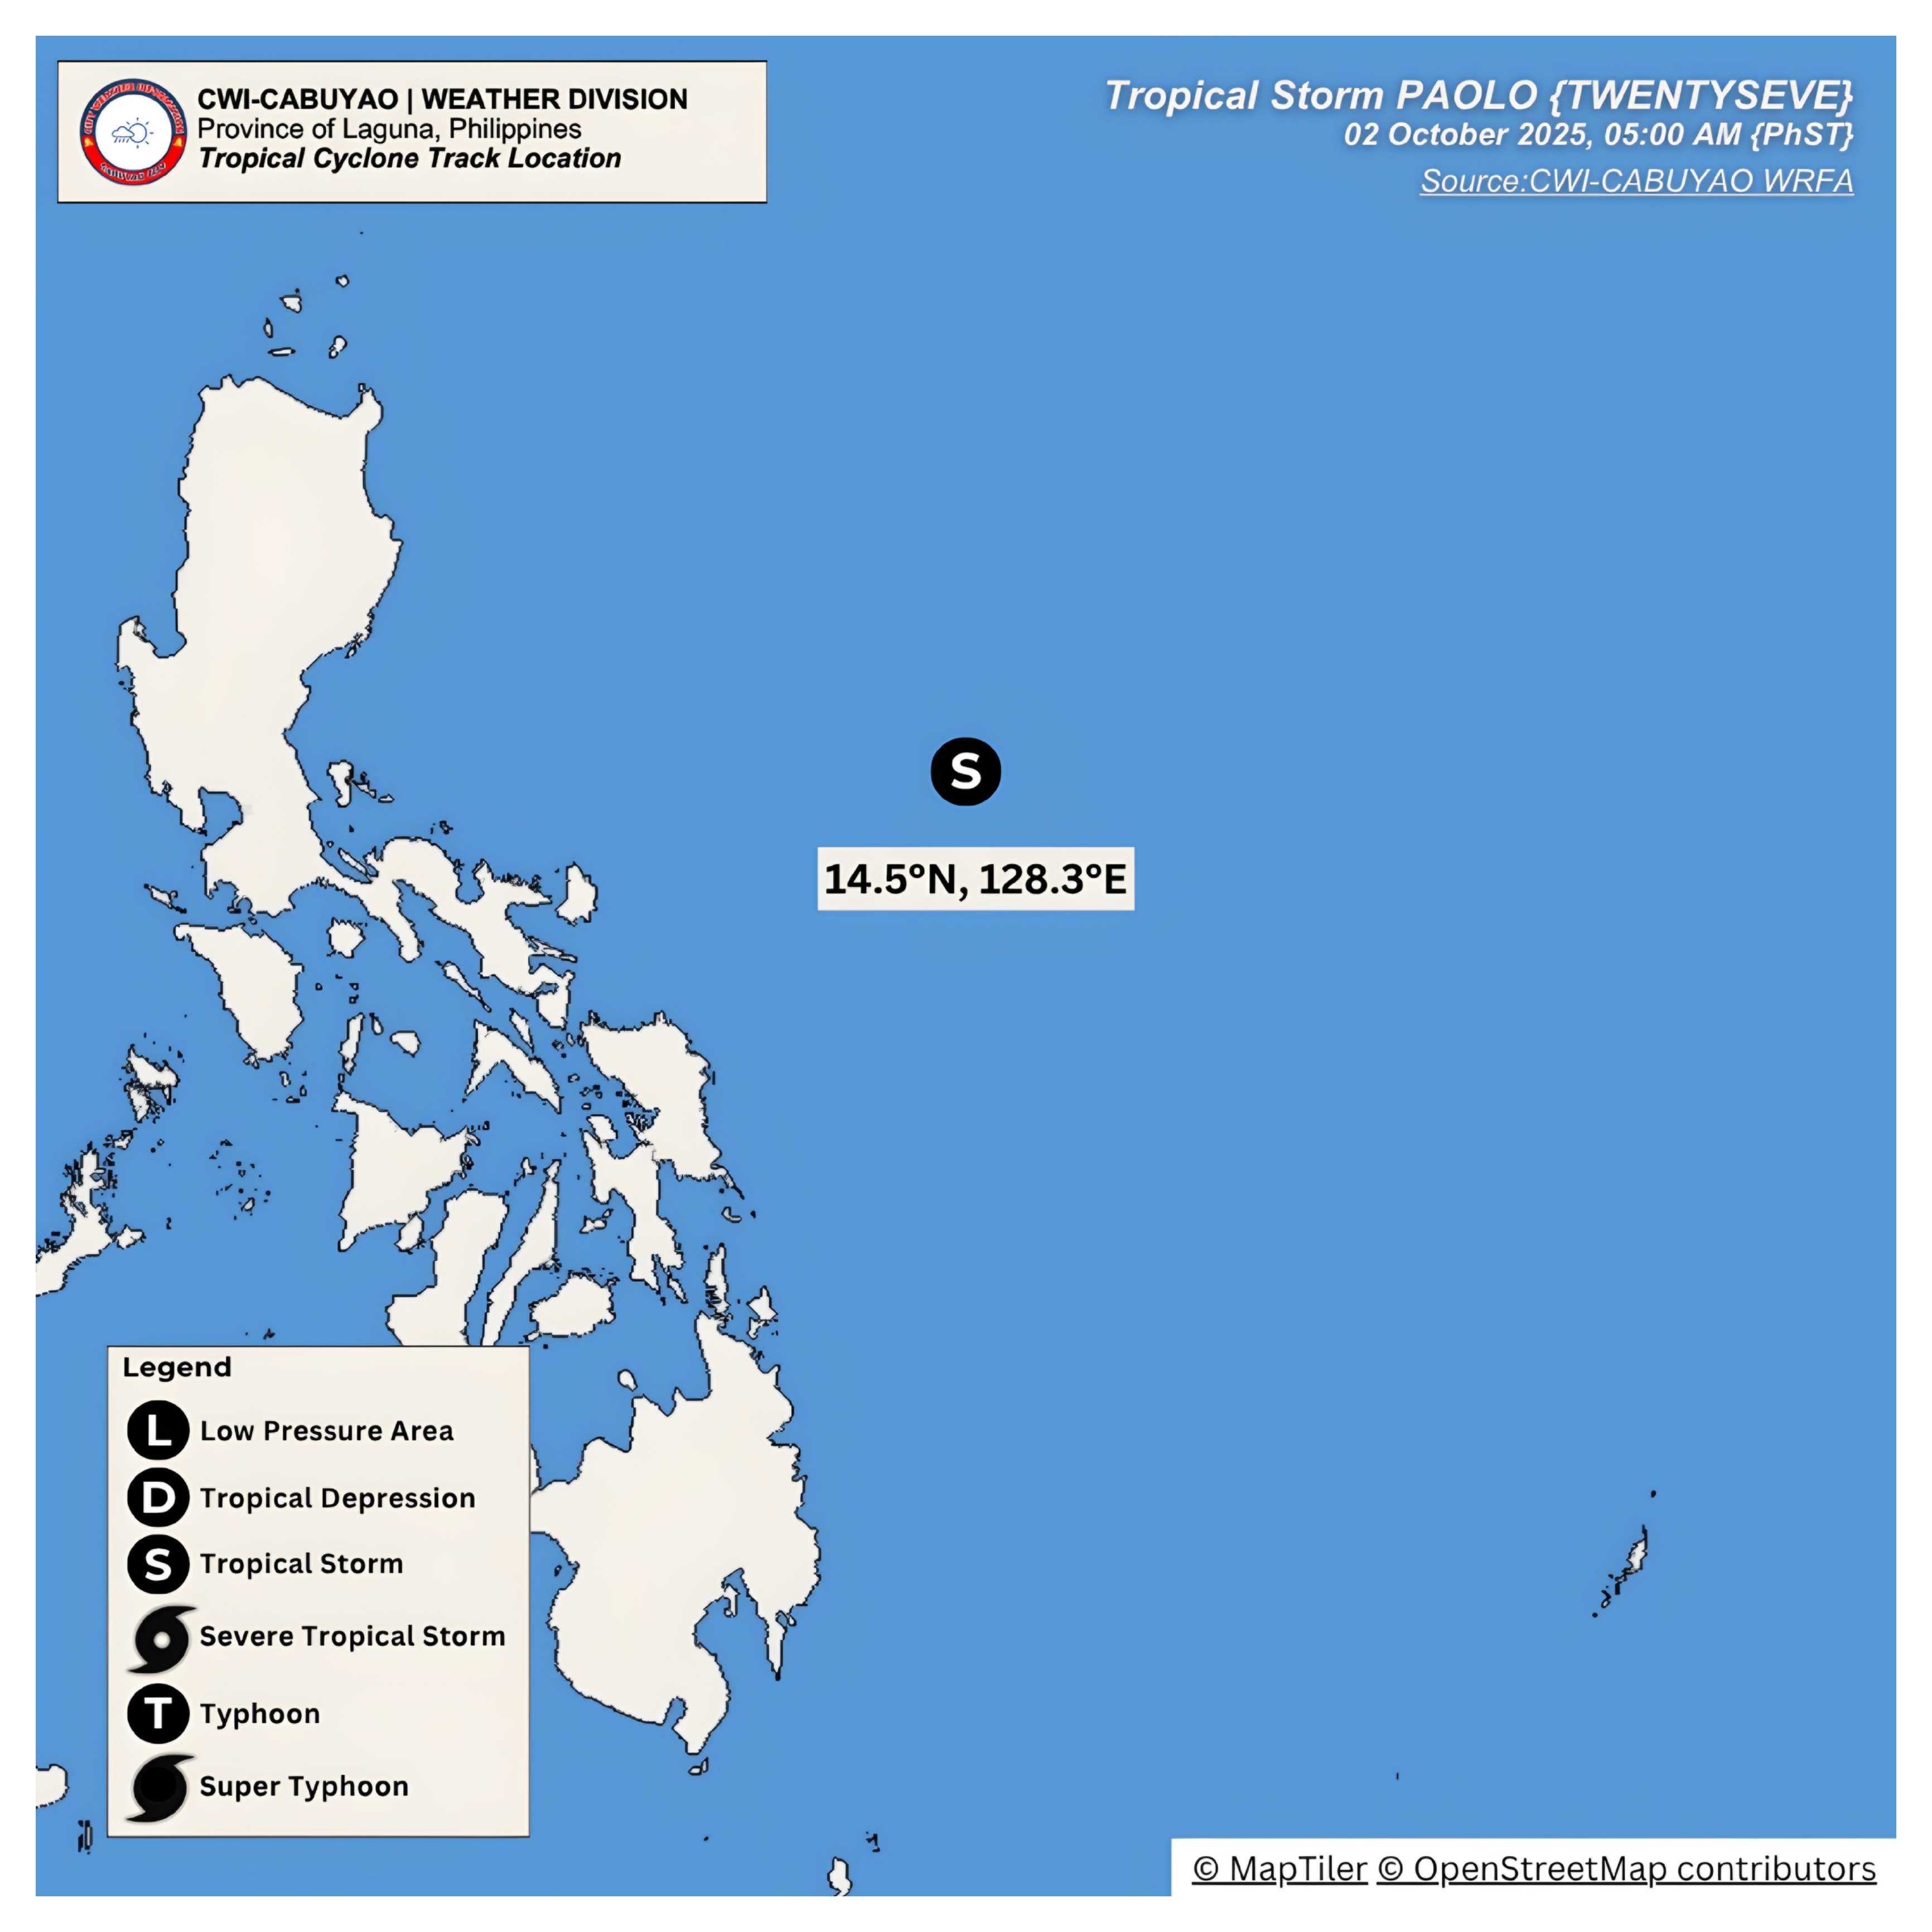 CWI-CABUYAO | WEATHER DIVISION
Province of Laguna, Philippines
Tropical Cyclone Track Location
Tropical Storm PAOLO {TWENTYSEVE}
02 October 2025, 05:00 AM {PhST}
Source:CWI-CABUYAO WRFA
S
14.5°N, 128.3°E
Legend
L Low Pressure Area
D Tropical Depression
S Tropical Storm
Severe Tropical Storm
T Typhoon
Super Typhoon
© MapTiler © OpenStreetMap contributors